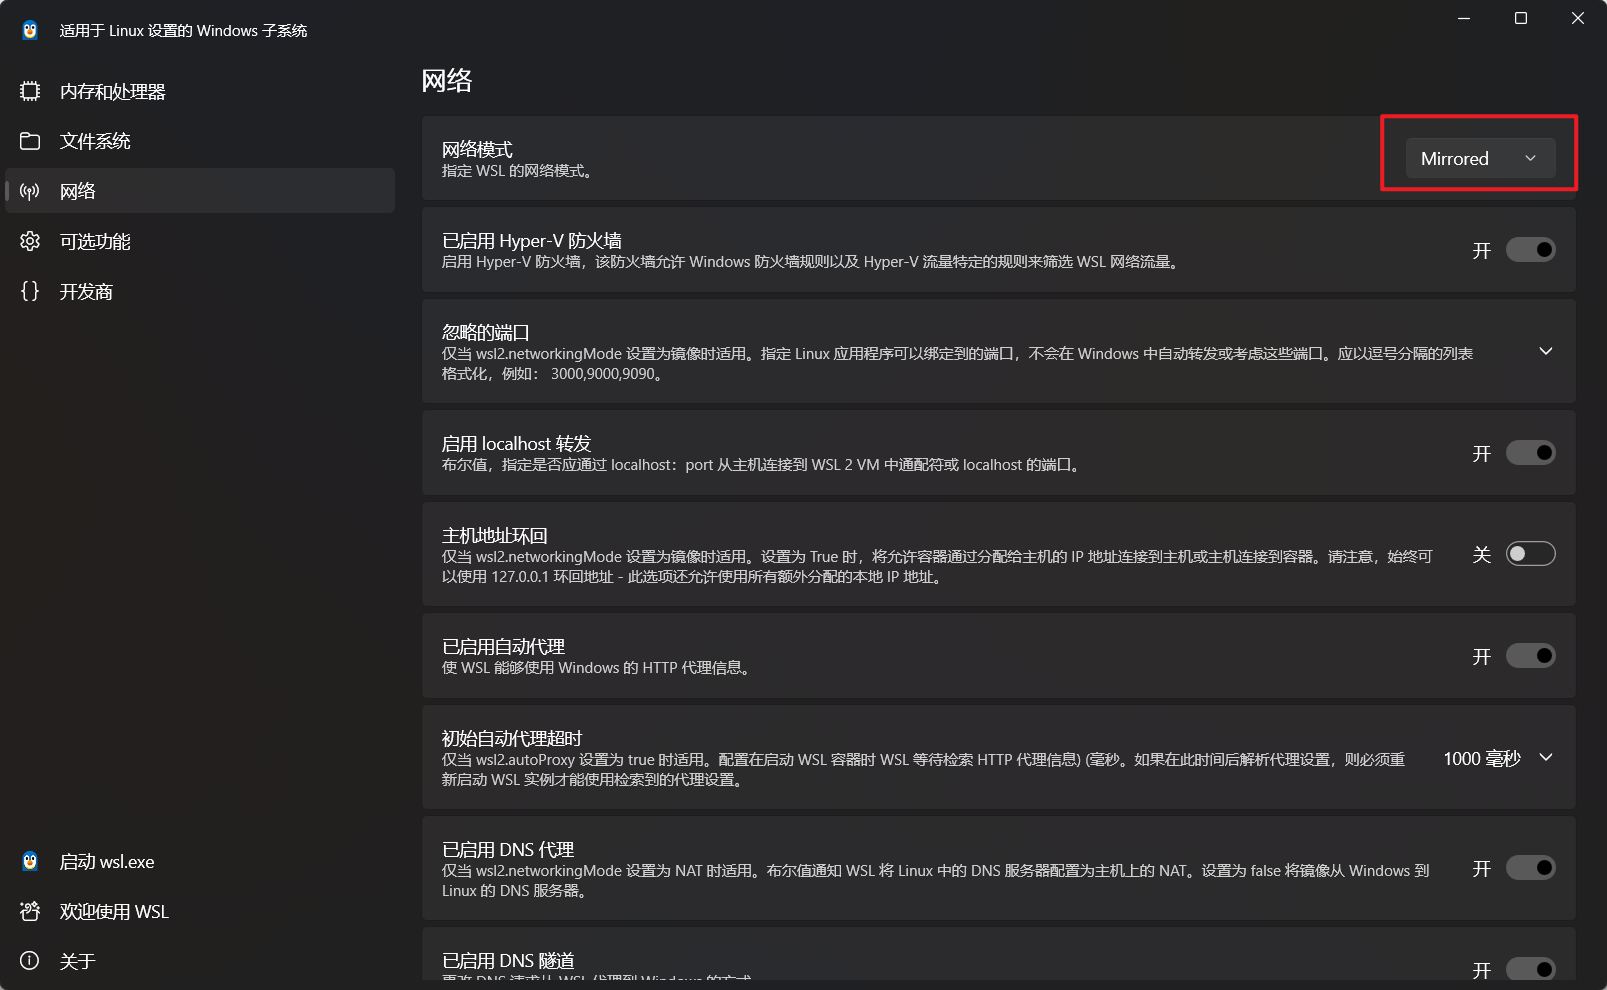 适用于 Linux 设置的 Windows 子系统
内存和处理器
文件系统
网络
可选功能
开发商
启动 wsl.exe
欢迎使用 WSL
关于
网络
网络模式
指定 WSL 的网络模式。
Mirrored
已启用 Hyper-V 防火墙
启用 Hyper-V 防火墙，该防火墙允许 Windows 防火墙规则以及 Hyper-V 流量特定的规则来筛选 WSL 网络流量。
开
忽略的端口
仅当 wsl2.networkingMode 设置为镜像时适用。指定 Linux 应用程序可以绑定到的端口，不会在 Windows 中自动转发或考虑这些端口。应以逗号分隔的列表
格式化，例如： 3000,9000,9090。
启用 localhost 转发
布尔值，指定是否应通过 localhost：port 从主机连接到 WSL 2 VM 中通配符或 localhost 的端口。
开
主机地址环回
仅当 wsl2.networkingMode 设置为镜像时适用。设置为 True 时，将允许容器通过分配给主机的 IP 地址连接到主机或主机连接到容器。请注意，始终可
以使用 127.0.0.1 环回地址 - 此选项还允许使用所有额外分配的本地 IP 地址。
关
已启用自动代理
使 WSL 能够使用 Windows 的 HTTP 代理信息。
开
初始自动代理超时
仅当 wsl2.autoProxy 设置为 true 时适用。配置在启动 WSL 容器时 WSL 等待检索 HTTP 代理信息) (毫秒。如果在此时间后解析代理设置，则必须重
新启动 WSL 实例才能使用检索到的代理设置。
1000 毫秒
已启用 DNS 代理
仅当 wsl2.networkingMode 设置为 NAT 时适用。布尔值通知 WSL 将 Linux 中的 DNS 服务器配置为主机上的 NAT。设置为 false 将镜像从 Windows 到
Linux 的 DNS 服务器。
开
已启用 DNS 隧道
更改 DNS 请求从 WSL 代理到 Windows 的方式
开